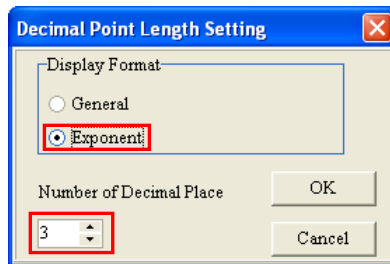 Decimal Point Length Setting
Display Format
General
Exponent
Number of Decimal Place
OK
3
Cancel